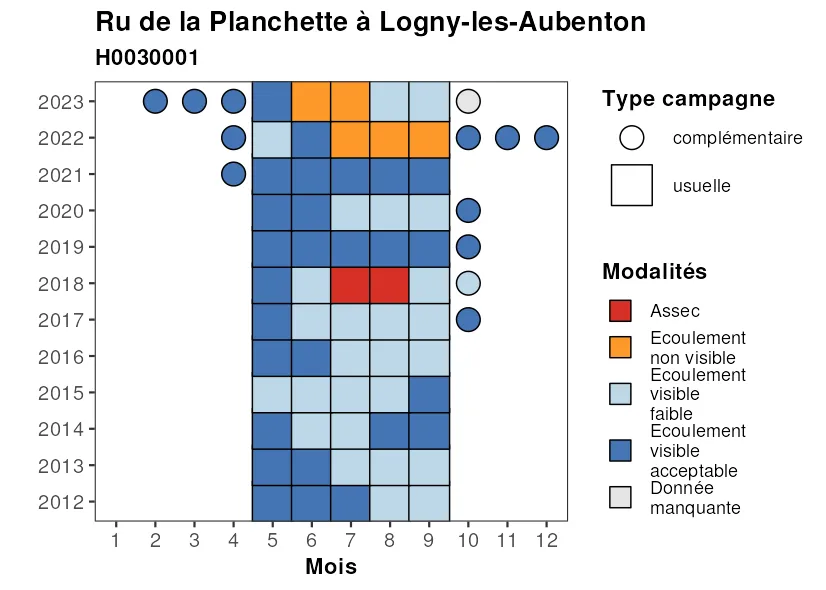 Ru de la Planchette à Logny-les-Aubenton
H0030001
2023
2022
2021
2020
2019
2018
2017
2016
2015
2014
2013
2012
1 2 3 4 5 6 7 8 9 10 11 12
Mois
Type campagne
complémentaire
usuelle
Modalités
Assec
Ecoulement
non visible
Ecoulement
visible
faible
Ecoulement
visible
acceptable
Donnée
manquante